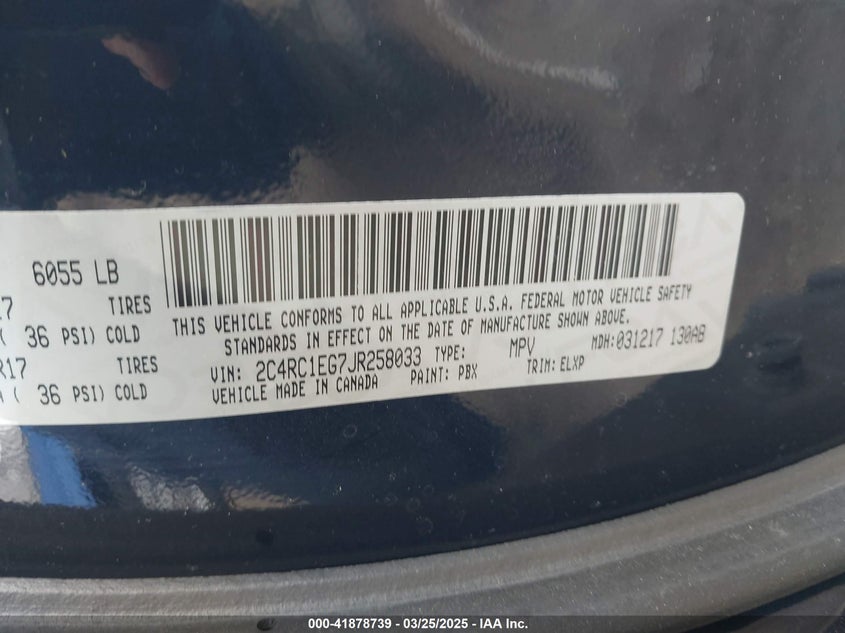 6055 LB
TIRES
( 36 PSI) COLD
R17 TIRES
( 36 PSI) COLD
THIS VEHICLE CONFORMS TO ALL APPLICABLE U.S.A. FEDERAL MOTOR VEHICLE SAFETY
STANDARDS IN EFFECT ON THE DATE OF MANUFACTURE SHOWN ABOVE.
VIN: 2C4RC1EG7JR258033 TYPE: MPV MDH:031217 130AB
VEHICLE MADE IN CANADA PAINT: PBX TRIM: ELXP
000-41878739 - 03/25/2025 - IAA Inc.